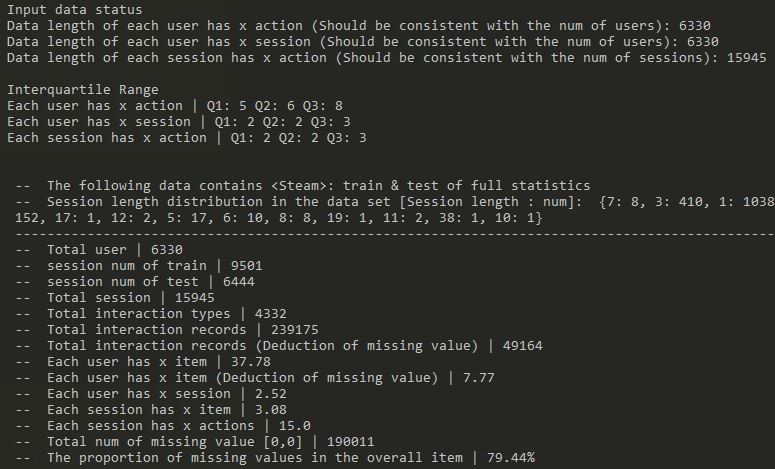 Input data status
Data length of each user has x action (Should be consistent with the num of users): 6330
Data length of each user has x session (Should be consistent with the num of users): 6330
Data length of each session has x action (Should be consistent with the num of sessions): 15945
Interquartile Range
Each user has x action | Q1: 5 Q2: 6 Q3: 8
Each user has x session | Q1: 2 Q2: 2 Q3: 3
Each session has x action | Q1: 2 Q2: 2 Q3: 3
-- The following data contains <Steam>: train & test of full statistics
-- Session length distribution in the data set [Session length : num]: {7: 8, 3: 410, 1: 1038
152, 17: 1, 12: 2, 5: 17, 6: 10, 8: 8, 19: 1, 11: 2, 38: 1, 10: 1}
--------------------------------------------------------------------------------------------
-- Total user | 6330
-- session num of train | 9501
-- session num of test | 6444
-- Total session | 15945
-- Total interaction types | 4332
-- Total interaction records | 239175
-- Total interaction records (Deduction of missing value) | 49164
-- Each user has x item | 37.78
-- Each user has x item (Deduction of missing value) | 7.77
-- Each user has x session | 2.52
-- Each session has x item | 3.08
-- Each session has x actions | 15.0
-- Total num of missing value [0,0] | 190011
-- The proportion of missing values in the overall item | 79.44%